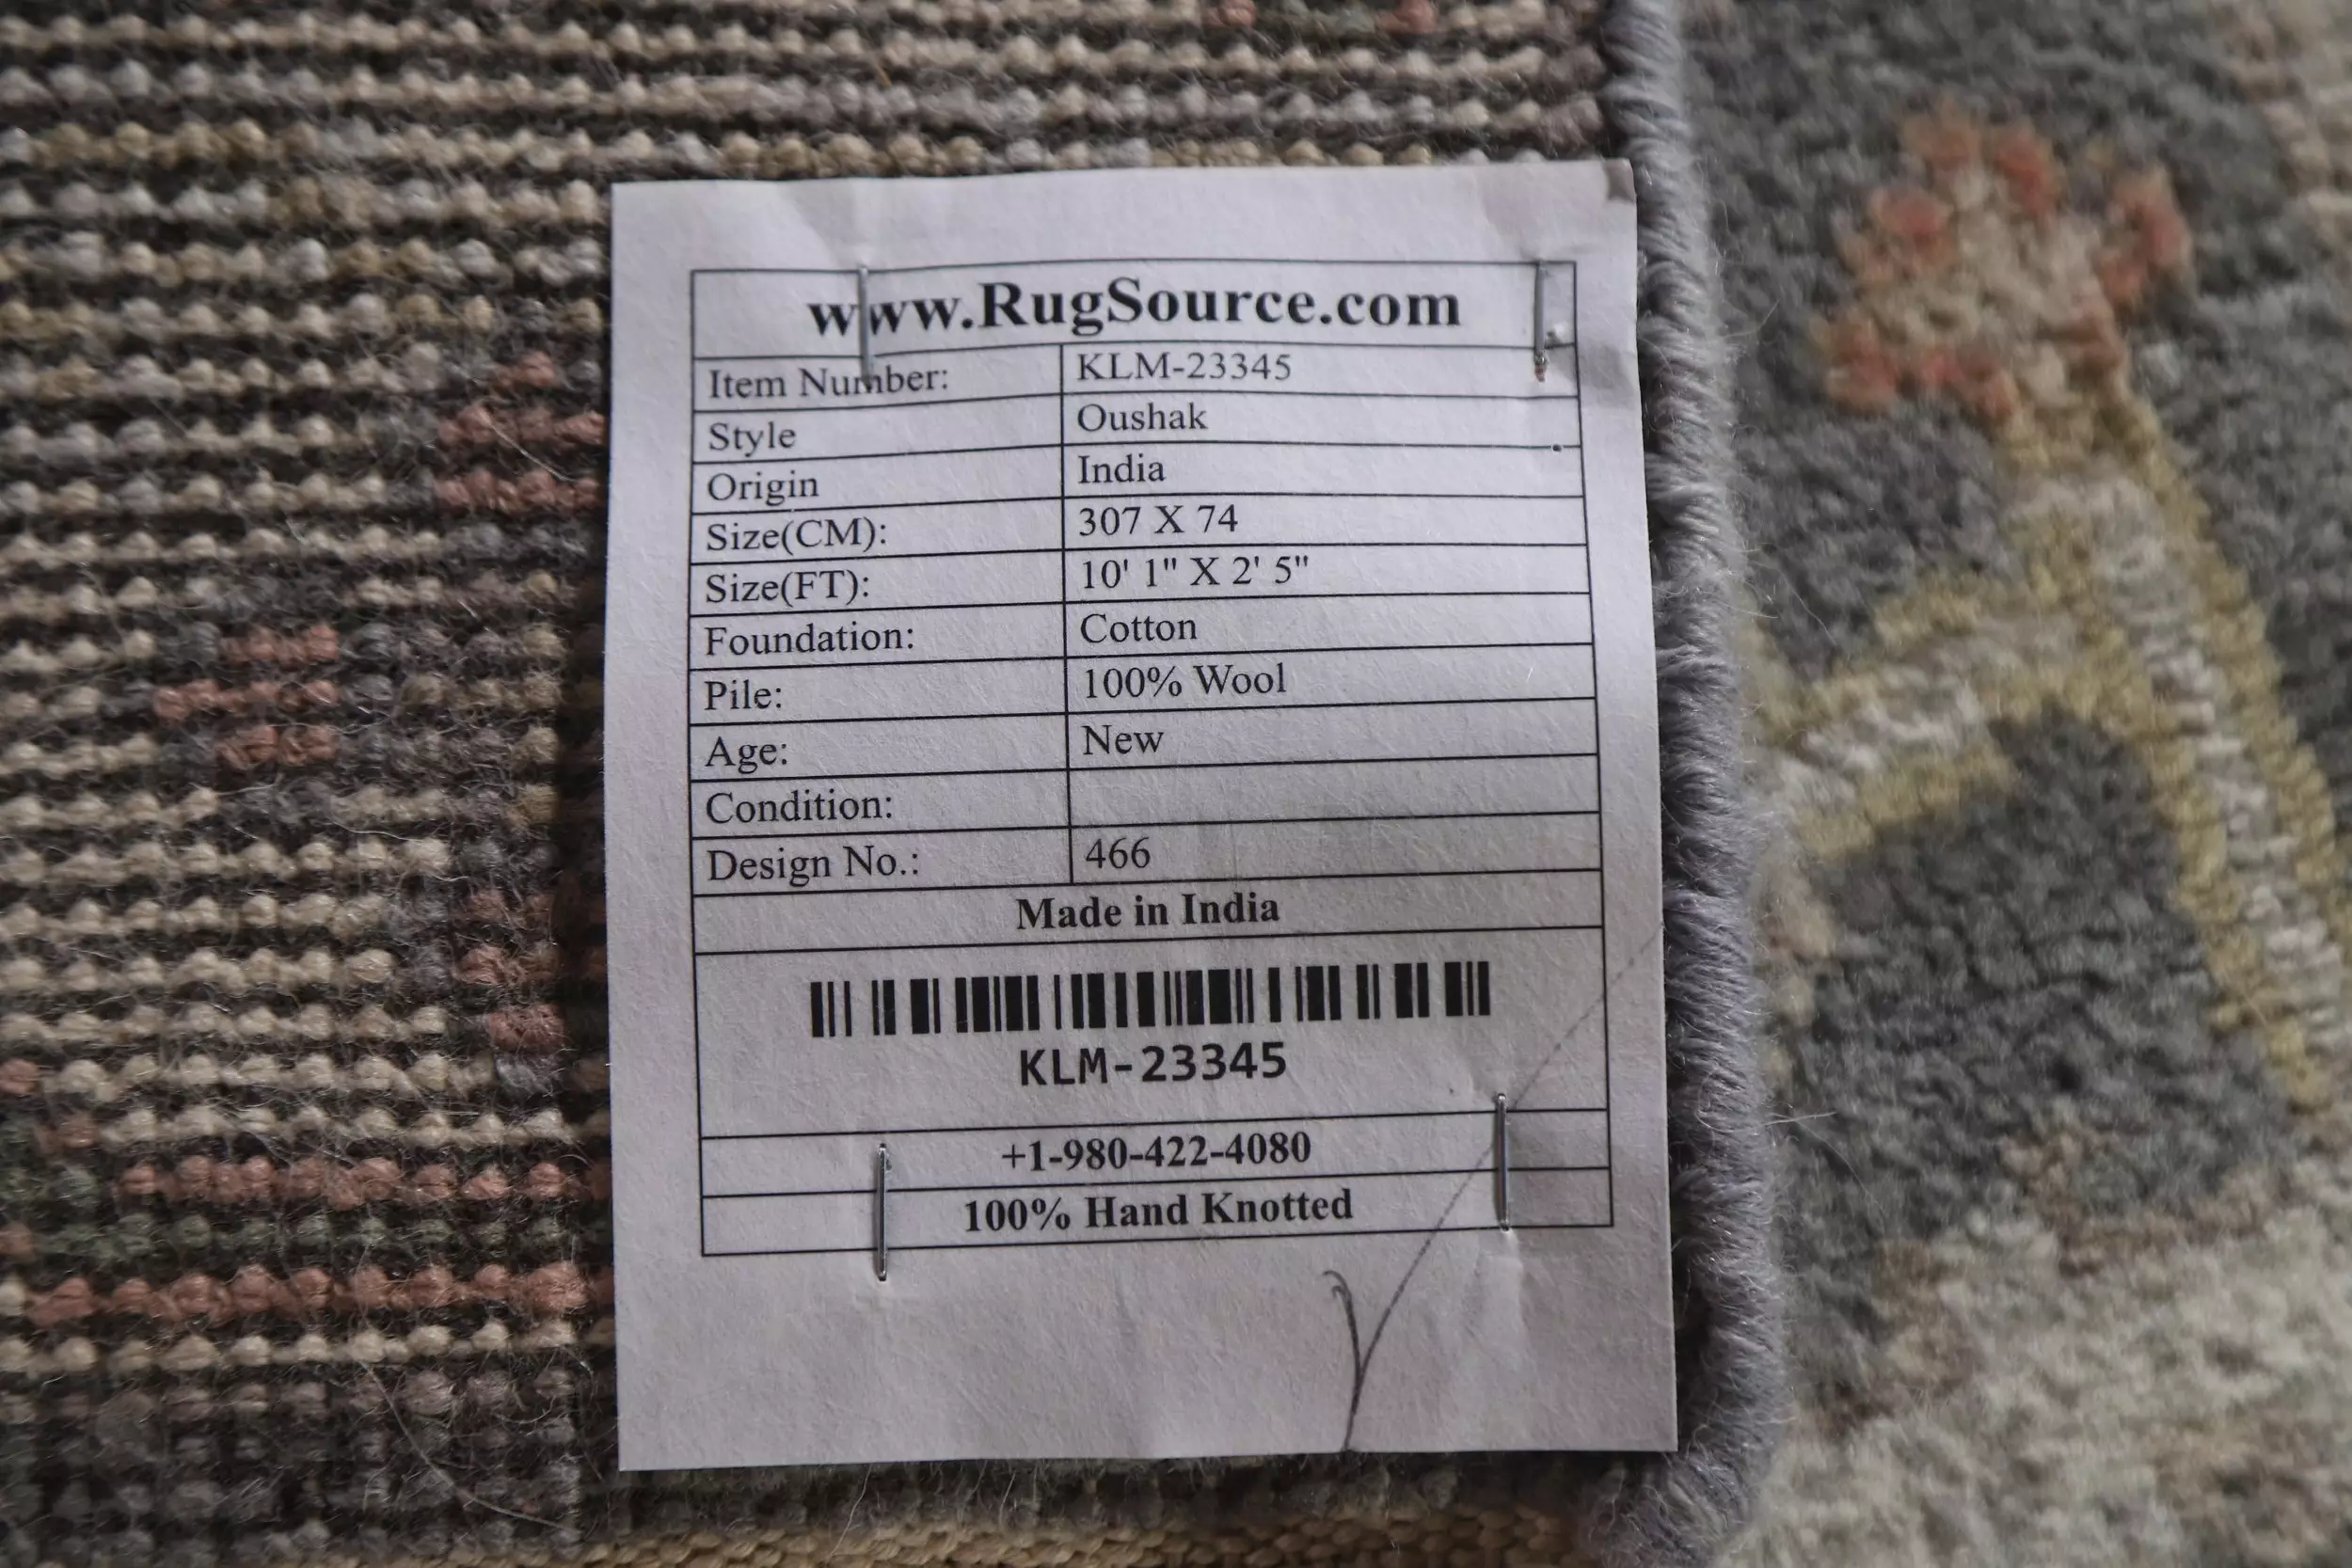 www.RugSource.com
Item Number: KLM-23345
Style Oushak
Origin India
Size(CM): 307 X 74
Size(FT): 10' 1" X 2' 5"
Foundation: Cotton
Pile: 100% Wool
Age: New
Condition:
Design No.: 466
Made in India
KLM-23345
+1-980-422-4080
100% Hand Knotted